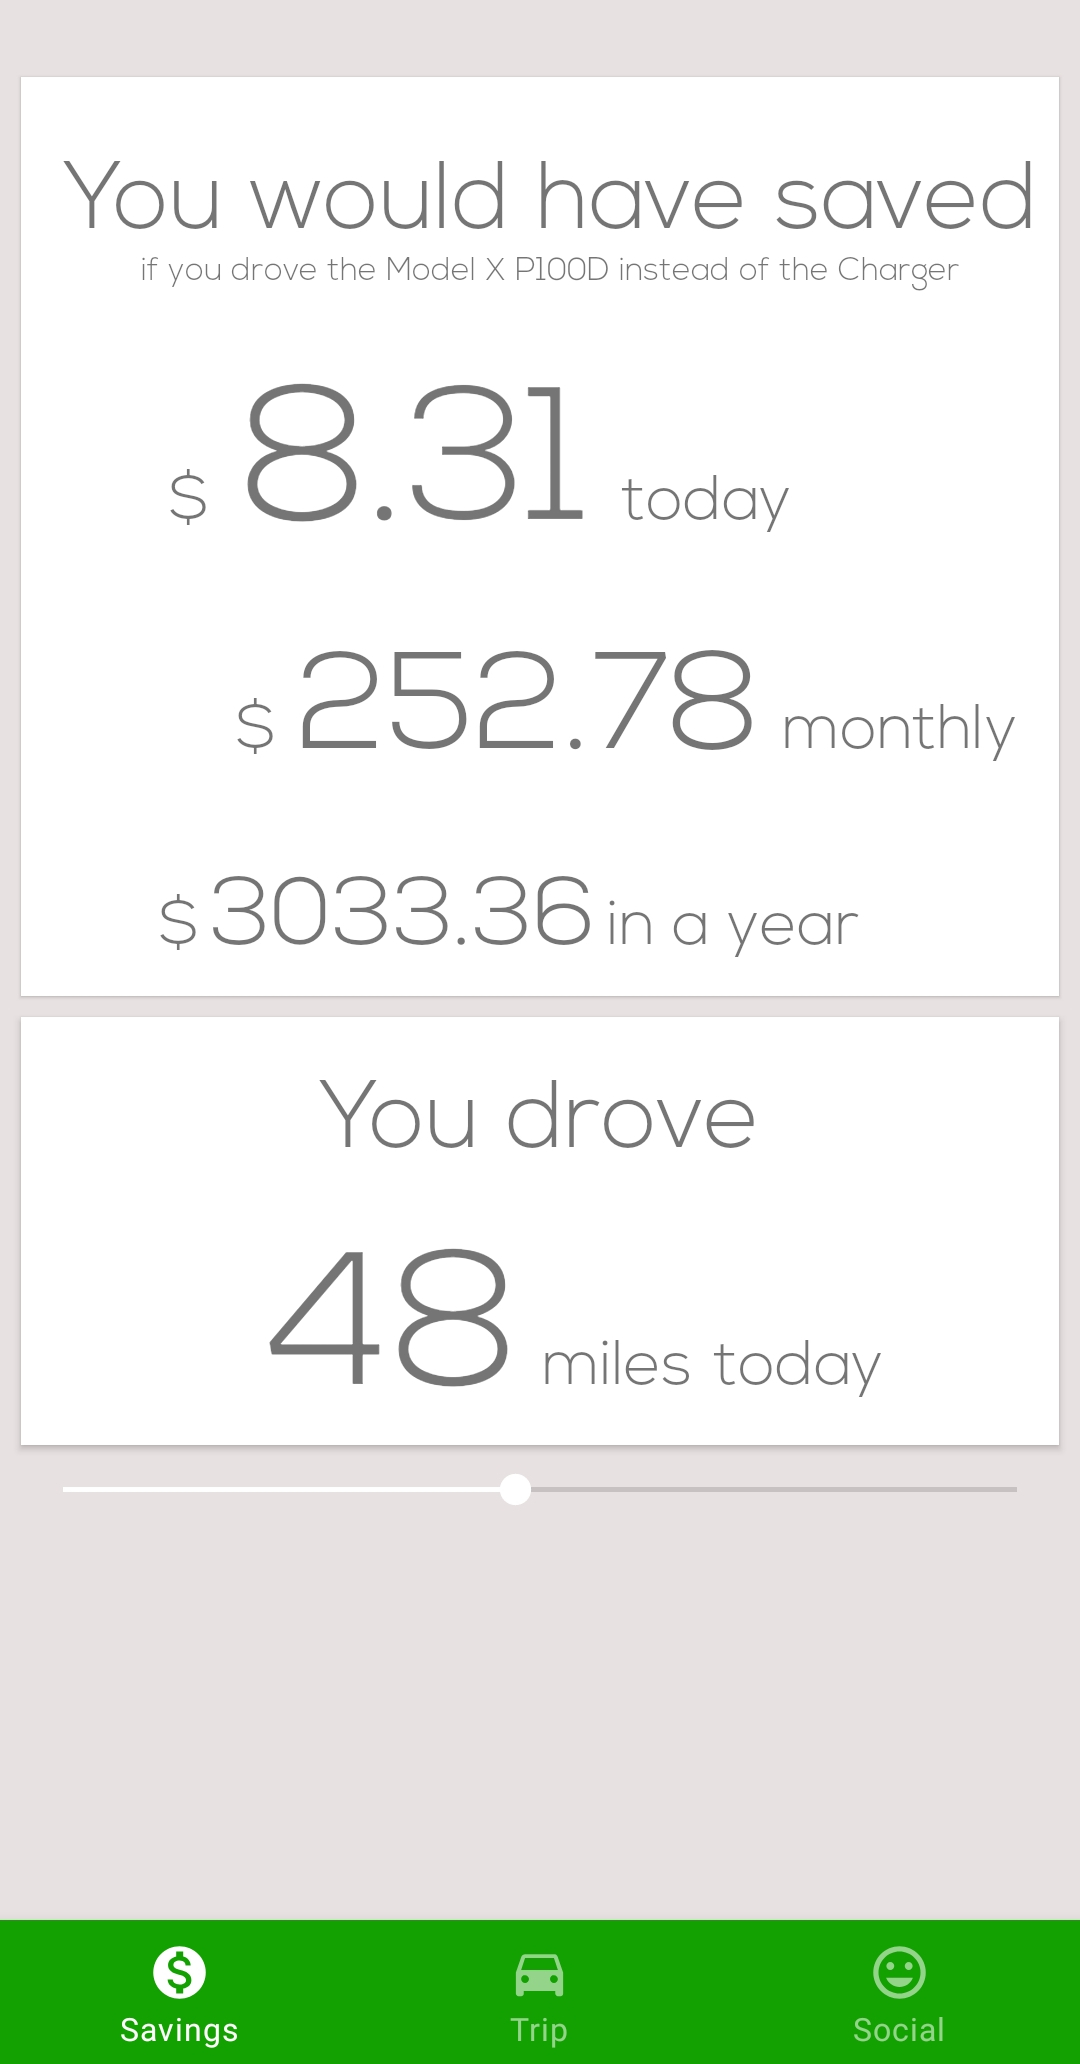 You would have saved
if you drove the Model X P100D instead of the Charger
$ 8.31 today
$ 252.78 monthly
$ 3033.36 in a year
You drove
48 miles today
Savings Trip Social